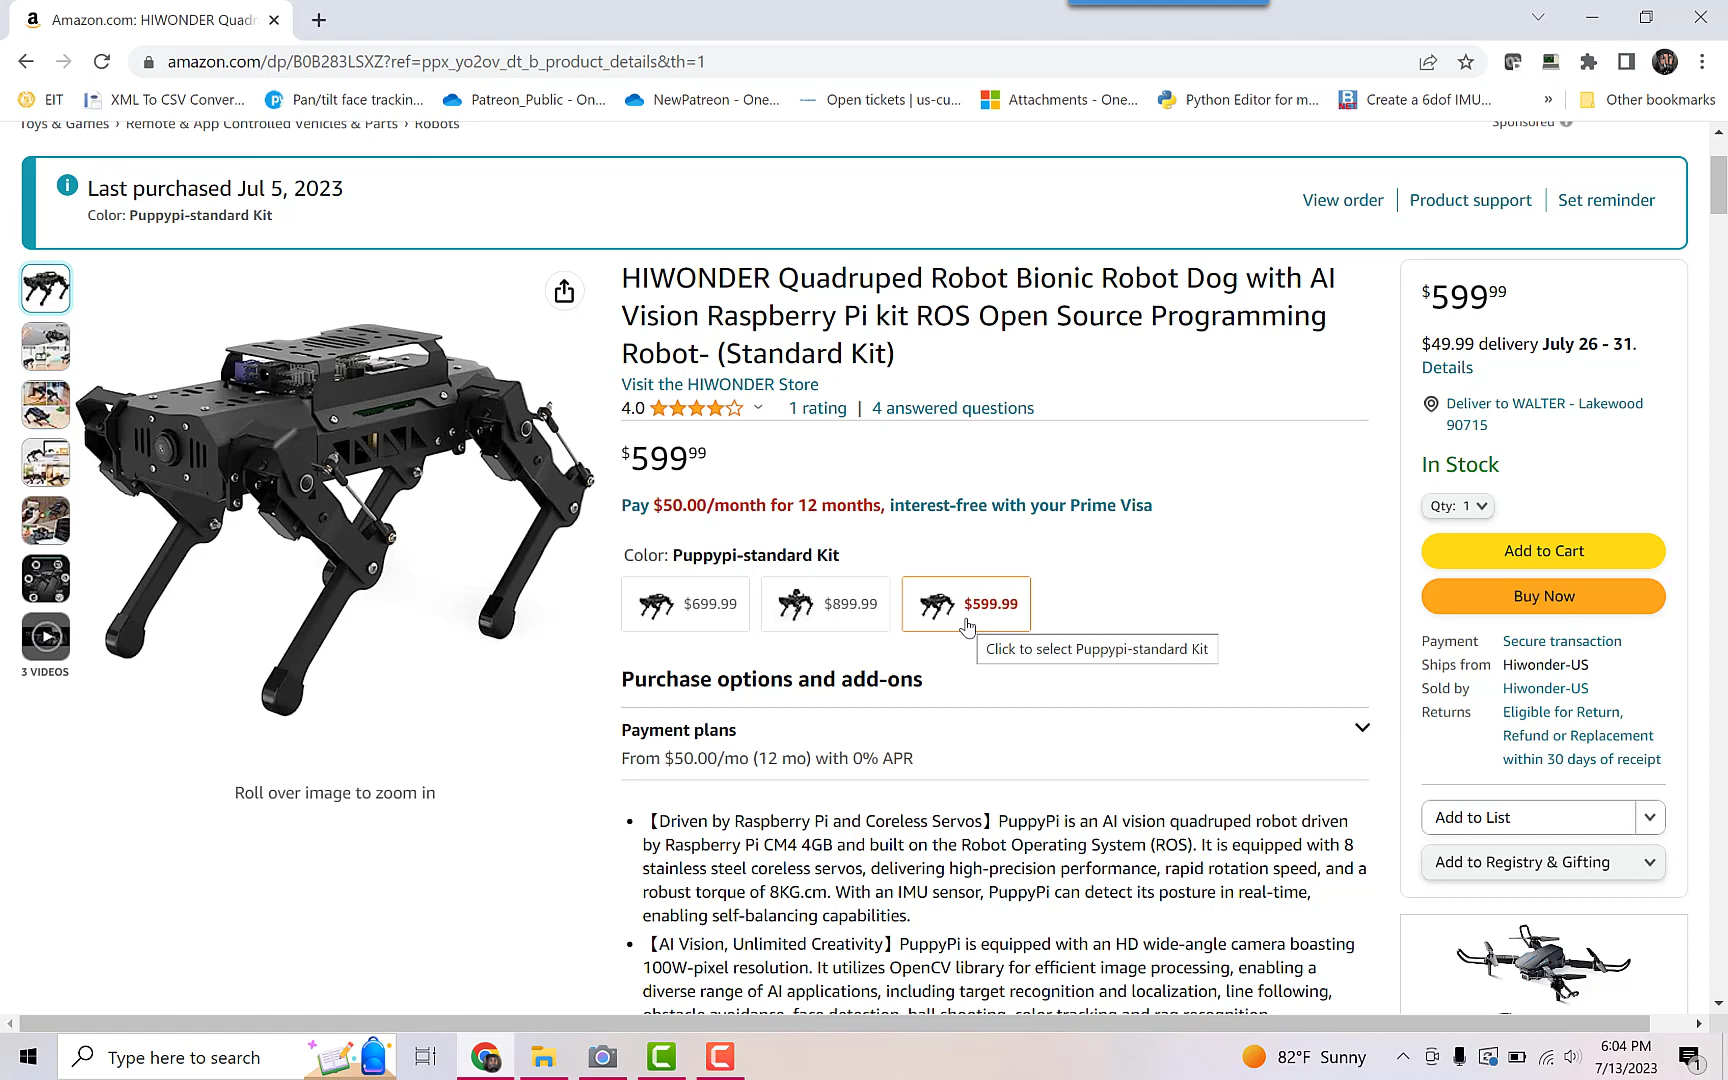 Amazon.com: HIWONDER Quadr
amazon.com/dp/B0B283LSXZ?ref=ppx_yo2ov_dt_b_product_details&th=1
EIT
XML To CSV Conver...
Pan/tilt face trackin...
Patreon_Public - On...
NewPatreon - One...
Open tickets | us-cu...
Attachments - One...
Python Editor for m...
Create a 6dof IMU...
»
Other bookmarks
Toys & Games › Remote & App Controlled Vehicles & Parts › Robots
Sponsored
Last purchased Jul 5, 2023
Color: Puppypi-standard Kit
View order
Product support
Set reminder
3 VIDEOS
Roll over image to zoom in
HIWONDER Quadruped Robot Bionic Robot Dog with AI
Vision Raspberry Pi kit ROS Open Source Programming
Robot- (Standard Kit)
Visit the HIWONDER Store
4.0
1 rating | 4 answered questions
$599.99
Pay $50.00/month for 12 months, interest-free with your Prime Visa
Color: Puppypi-standard Kit
$699.99
$899.99
$599.99
Click to select Puppypi-standard Kit
Purchase options and add-ons
Payment plans
From $50.00/mo (12 mo) with 0% APR
• 【Driven by Raspberry Pi and Coreless Servos】PuppyPi is an AI vision quadruped robot driven
by Raspberry Pi CM4 4GB and built on the Robot Operating System (ROS). It is equipped with 8
stainless steel coreless servos, delivering high-precision performance, rapid rotation speed, and a
robust torque of 8KG.cm. With an IMU sensor, PuppyPi can detect its posture in real-time,
enabling self-balancing capabilities.
• 【AI Vision, Unlimited Creativity】PuppyPi is equipped with an HD wide-angle camera boasting
100W-pixel resolution. It utilizes OpenCV library for efficient image processing, enabling a
diverse range of AI applications, including target recognition and localization, line following,
obstacle avoidance, face detection, ball shooting, color tracking and tag recognition.
$599.99
$49.99 delivery July 26 - 31.
Details
Deliver to WALTER - Lakewood
90715
In Stock
Qty: 1
Add to Cart
Buy Now
Payment Secure transaction
Ships from Hiwonder-US
Sold by Hiwonder-US
Returns Eligible for Return,
Refund or Replacement
within 30 days of receipt
Add to List
Add to Registry & Gifting
Type here to search
82°F Sunny
6:04 PM
7/13/2023
1